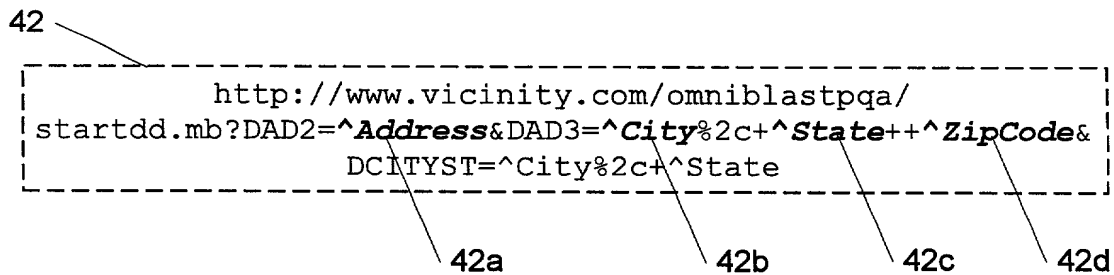 42
http://www.vicinity.com/omniblastpqa/
startdd.mb?DAD2=^Address&DAD3=^City%2c+^State++^ZipCode&
DCITYST=^City%2c+^State
42a 42b 42c 42d